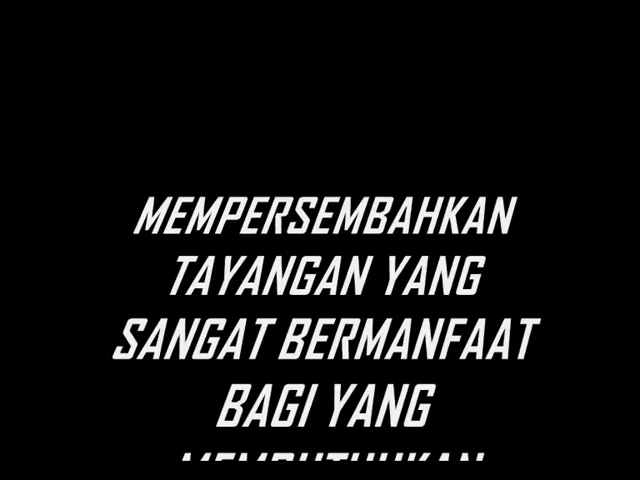 MEMPERSEMBAHKAN
TAYANGAN YANG
SANGAT BERMANFAAT
BAGI YANG